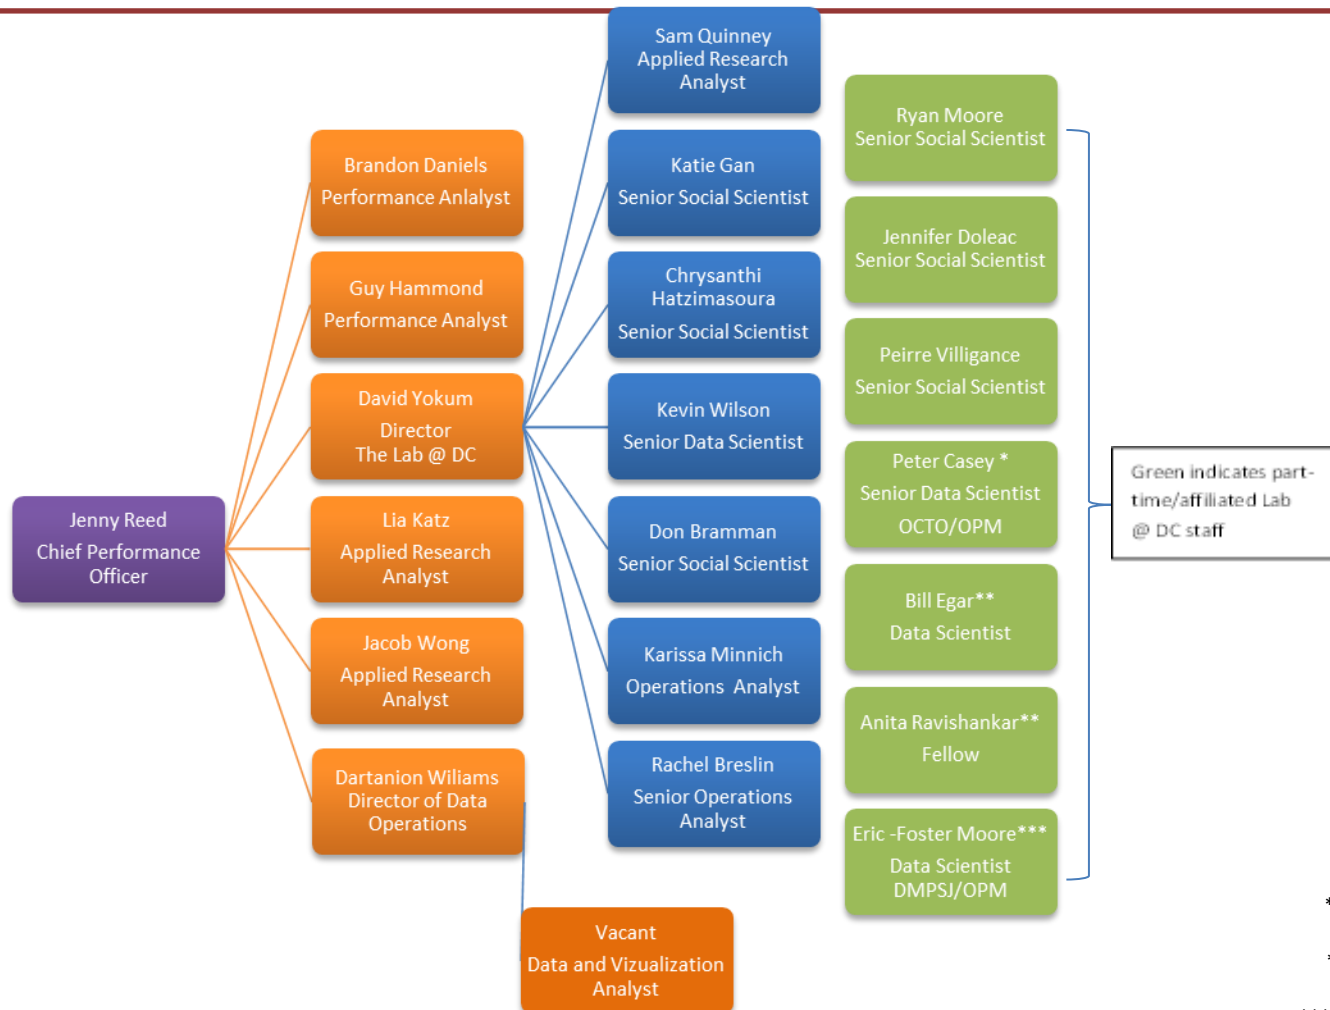 Sam Quinney
Applied Research
Analyst
Ryan Moore
Senior Social Scientist
Brandon Daniels
Performance Anlalyst
Katie Gan
Senior Social Scientist
Jennifer Doleac
Senior Social Scientist
Guy Hammond
Performance Analyst
Chrysanthi
Hatzimasoura
Senior Social Scientist
Peirre Villigance
Senior Social Scientist
David Yokum
Director
The Lab @ DC
Kevin Wilson
Senior Data Scientist
Peter Casey *
Senior Data Scientist
OCTO/OPM
Green indicates part-
time/affiliated Lab
@ DC staff
Jenny Reed
Chief Performance
Officer
Lia Katz
Applied Research
Analyst
Don Bramman
Senior Social Scientist
Bill Egar**
Data Scientist
Jacob Wong
Applied Research
Analyst
Karissa Minnich
Operations  Analyst
Anita Ravishankar**
Fellow
Dartanion Wiliams
Director of Data
Operations
Rachel Breslin
Senior Operations
Analyst
Eric -Foster Moore***
Data Scientist
DMPSJ/OPM
Vacant
Data and Vizualization
Analyst
*
*